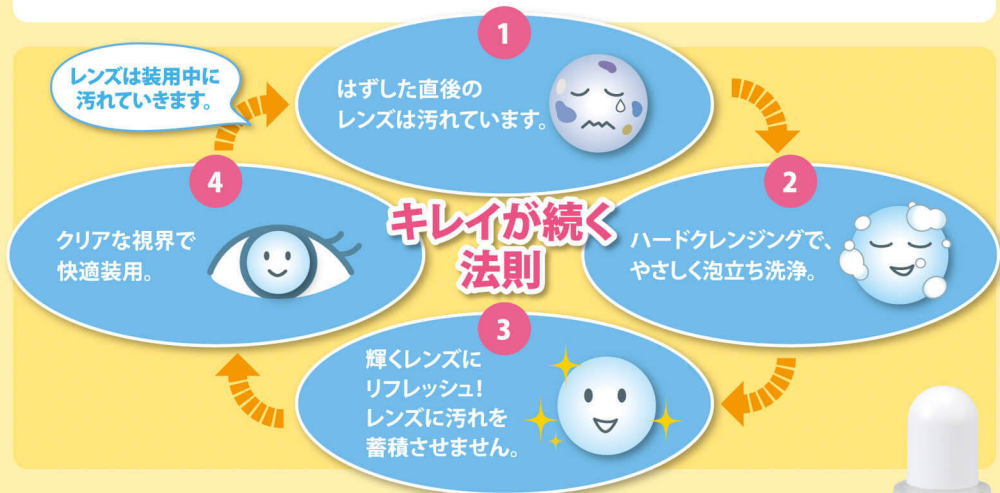 レンズは装用中に
汚れていきます。
1
はずした直後の
レンズは汚れています。
2
ハードクレンジングで、
やさしく泡立ち洗浄。
キレイが続く
法則
3
輝くレンズに
リフレッシュ!
レンズに汚れを
蓄積させません。
4
クリアな視界で
快適装用。